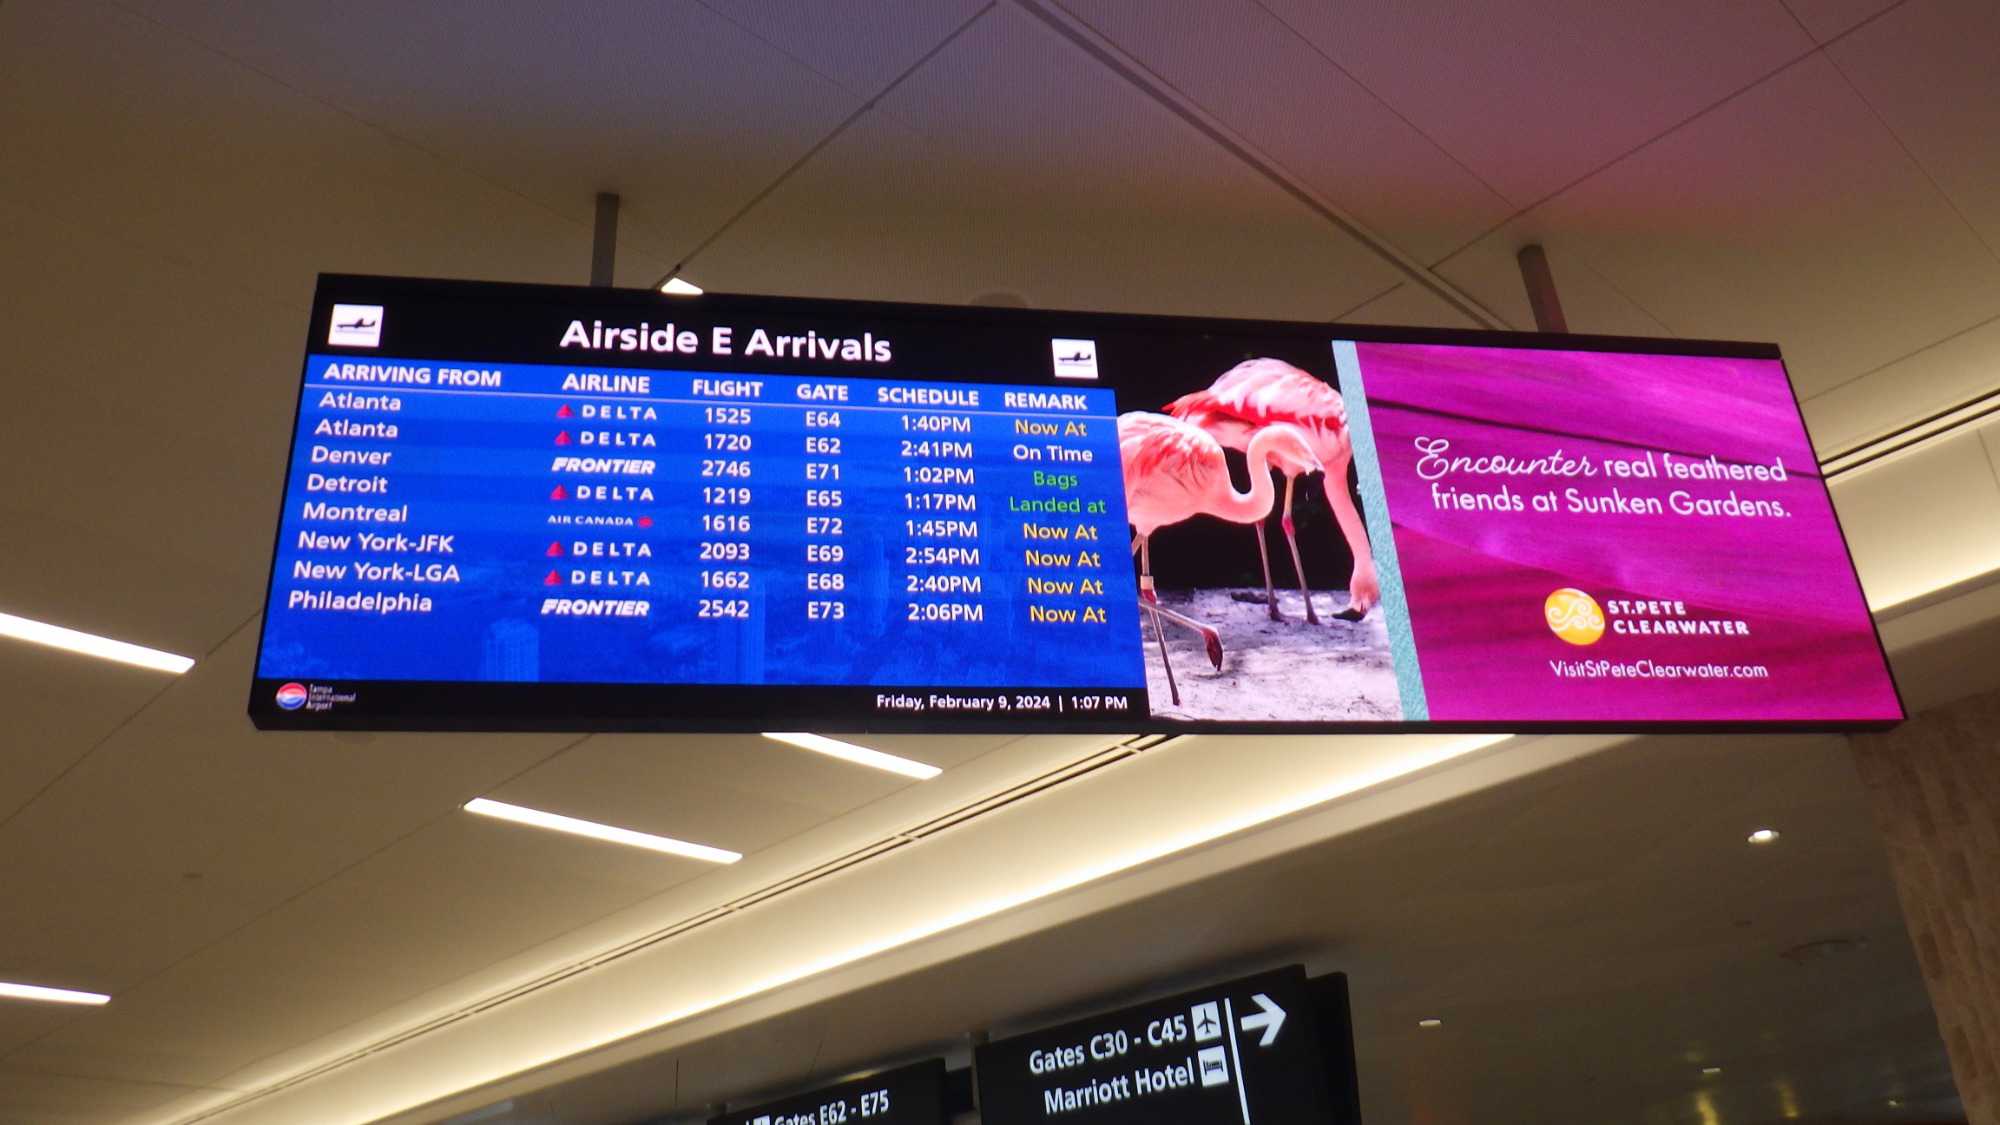 Airside E Arrivals
ARRIVING FROM AIRLINE FLIGHT GATE SCHEDULE REMARK
Atlanta DELTA 1525 E64 1:40PM Now At
Atlanta DELTA 1720 E62 2:41PM On Time
Denver FRONTIER 2746 E71 1:02PM Bags
Detroit DELTA 1219 E65 1:17PM Landed at
Montreal AIR CANADA 1616 E72 1:45PM Now At
New York-JFK DELTA 2093 E69 2:54PM Now At
New York-LGA DELTA 1662 E68 2:40PM Now At
Philadelphia FRONTIER 2542 E73 2:06PM Now At
Tampa
International
Airport
Friday, February 9, 2024 | 1:07 PM
Encounter real feathered
friends at Sunken Gardens.
ST.PETE
CLEARWATER
VisitStPeteClearwater.com
Gates C30 - C45
Marriott Hotel
Gates E62 - E75